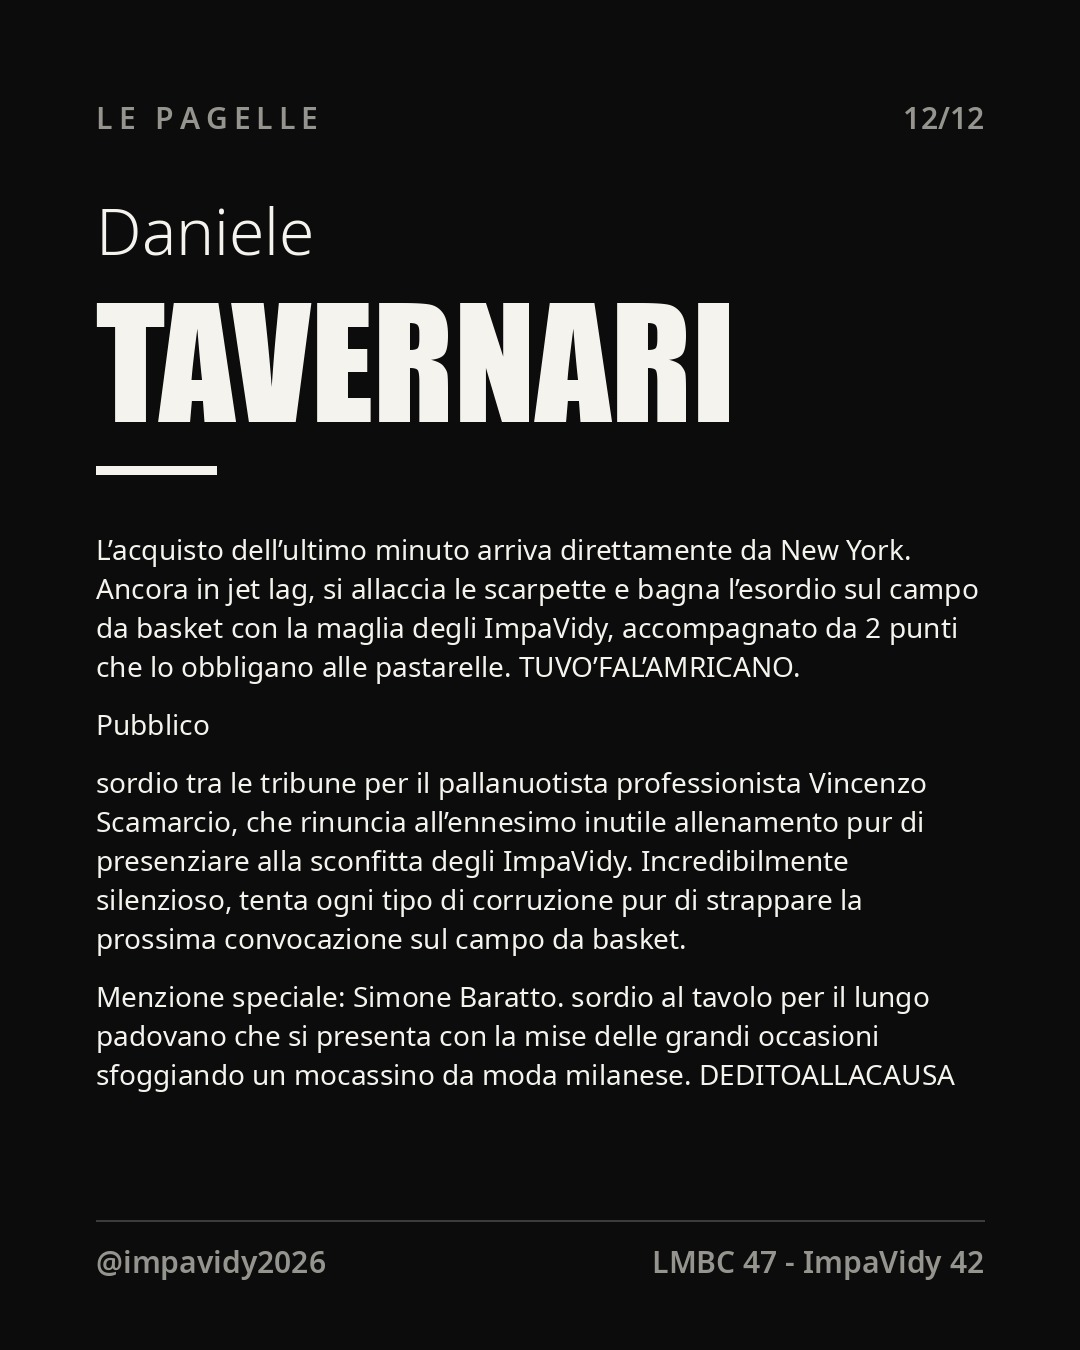 LE PAGELLE
12/12
Daniele
TAVERNARI
L’acquisto dell’ultimo minuto arriva direttamente da New York.
Ancora in jet lag, si allaccia le scarpette e bagna l’esordio sul campo
da basket con la maglia degli ImpaVidy, accompagnato da 2 punti
che lo obbligano alle pastarelle. TUVO’FAL’AMRICANO.
Pubblico
sordio tra le tribune per il pallanuotista professionista Vincenzo
Scamarcio, che rinuncia all’ennesimo inutile allenamento pur di
presenziare alla sconfitta degli ImpaVidy. Incredibilmente
silenzioso, tenta ogni tipo di corruzione pur di strappare la
prossima convocazione sul campo da basket.
Menzione speciale: Simone Baratto. sordio al tavolo per il lungo
padovano che si presenta con la mise delle grandi occasioni
sfoggiando un mocassino da moda milanese. DEDITOALLACAUSA
@impavidy2026
LMBC 47 - ImpaVidy 42